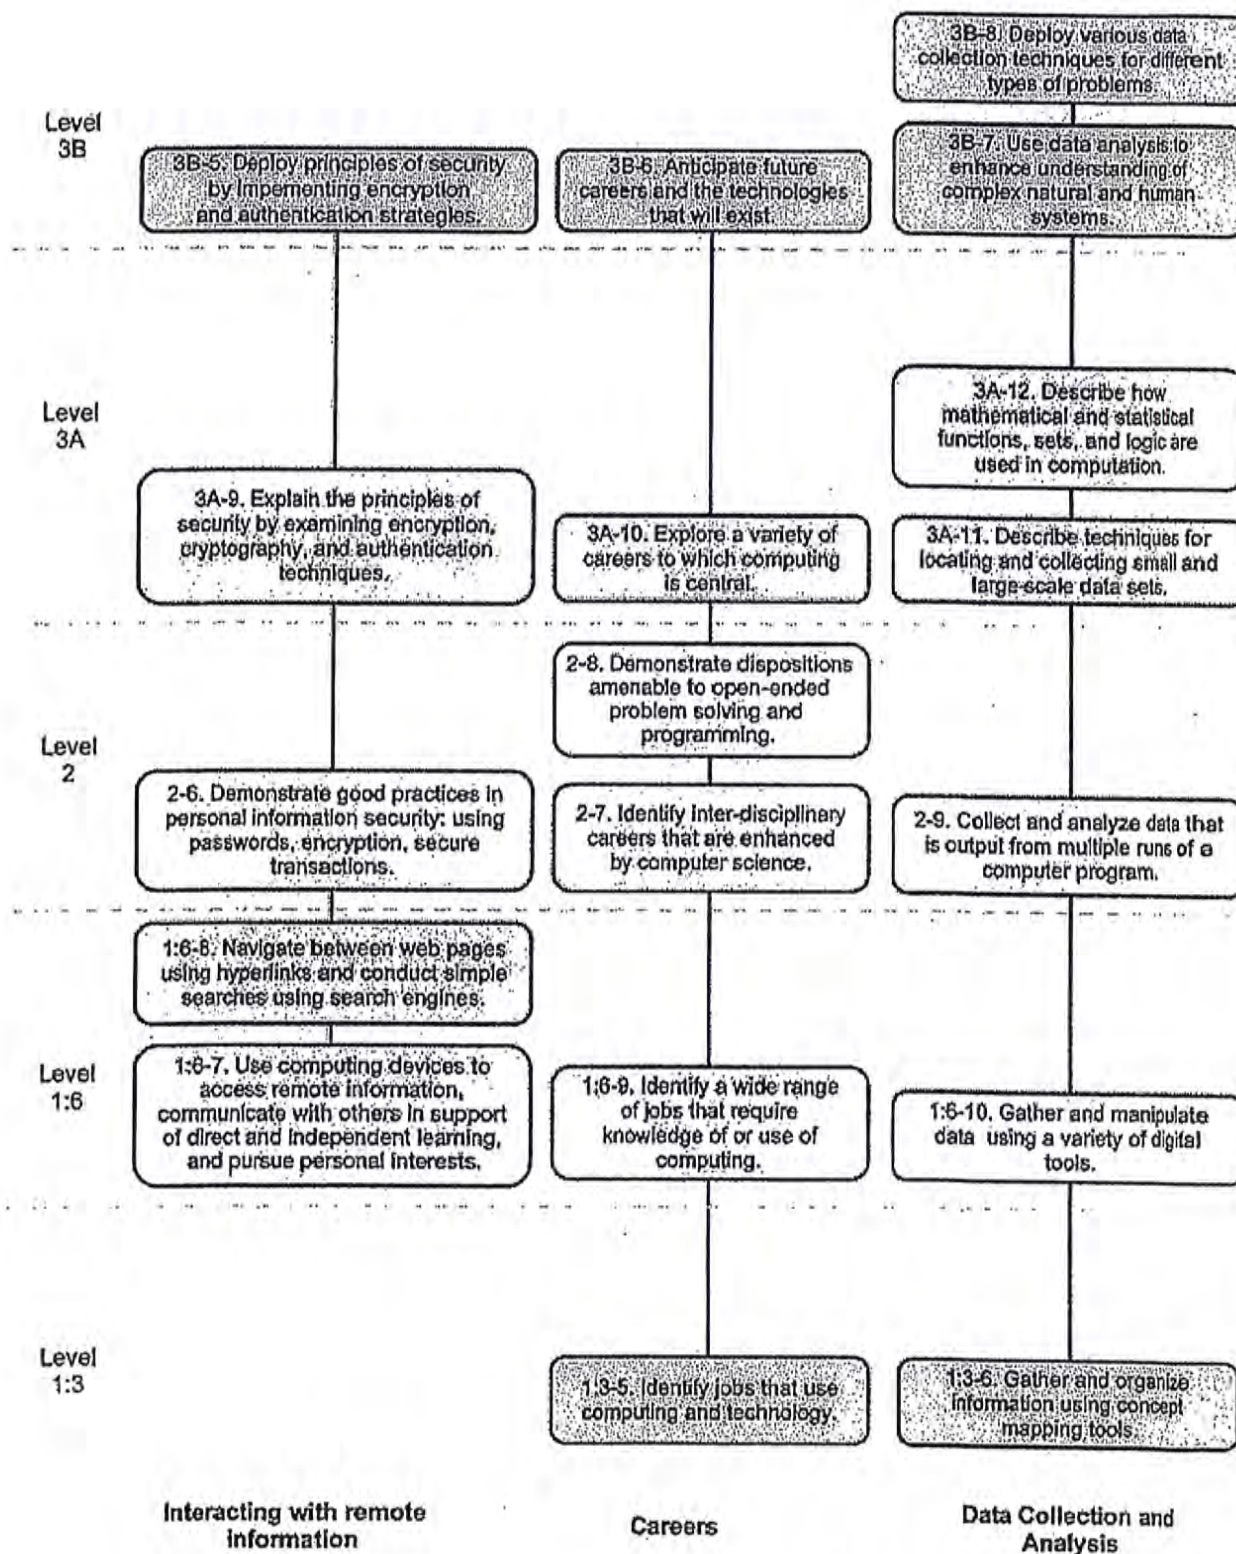 3B-8. Deploy various data
collection techniques for different
types of problems.
Level
3B
3B-5. Deploy principles of security
by implementing encryption
and authentication strategies.
3B-6. Anticipate future
careers and the technologies
that will exist.
3B-7. Use data analysis to
enhance understanding of
complex natural and human
systems.
Level
3A
3A-12. Describe how
mathematical and statistical
functions, sets, and logic are
used in computation.
3A-9. Explain the principles of
security by examining encryption,
cryptography, and authentication
techniques.
3A-10. Explore a variety of
careers to which computing
is central.
3A-11. Describe techniques for
locating and collecting small and
large-scale data sets.
Level
2
2-8. Demonstrate dispositions
amenable to open-ended
problem solving and
programming.
2-6. Demonstrate good practices in
personal information security: using
passwords, encryption, secure
transactions.
2-7. Identify inter-disciplinary
careers that are enhanced
by computer science.
2-9. Collect and analyze data that
is output from multiple runs of a
computer program.
Level
1:6
1:6-8. Navigate between web pages
using hyperlinks and conduct simple
searches using search engines.
1:6-7. Use computing devices to
access remote information,
communicate with others in support
of direct and independent learning,
and pursue personal interests.
1:6-9. Identify a wide range
of jobs that require
knowledge of or use of
computing.
1:6-10. Gather and manipulate
data using a variety of digital
tools.
Level
1:3
1:3-5. Identify jobs that use
computing and technology.
1:3-6. Gather and organize
information using concept
mapping tools.
Interacting with remote
information
Careers
Data Collection and
Analysis